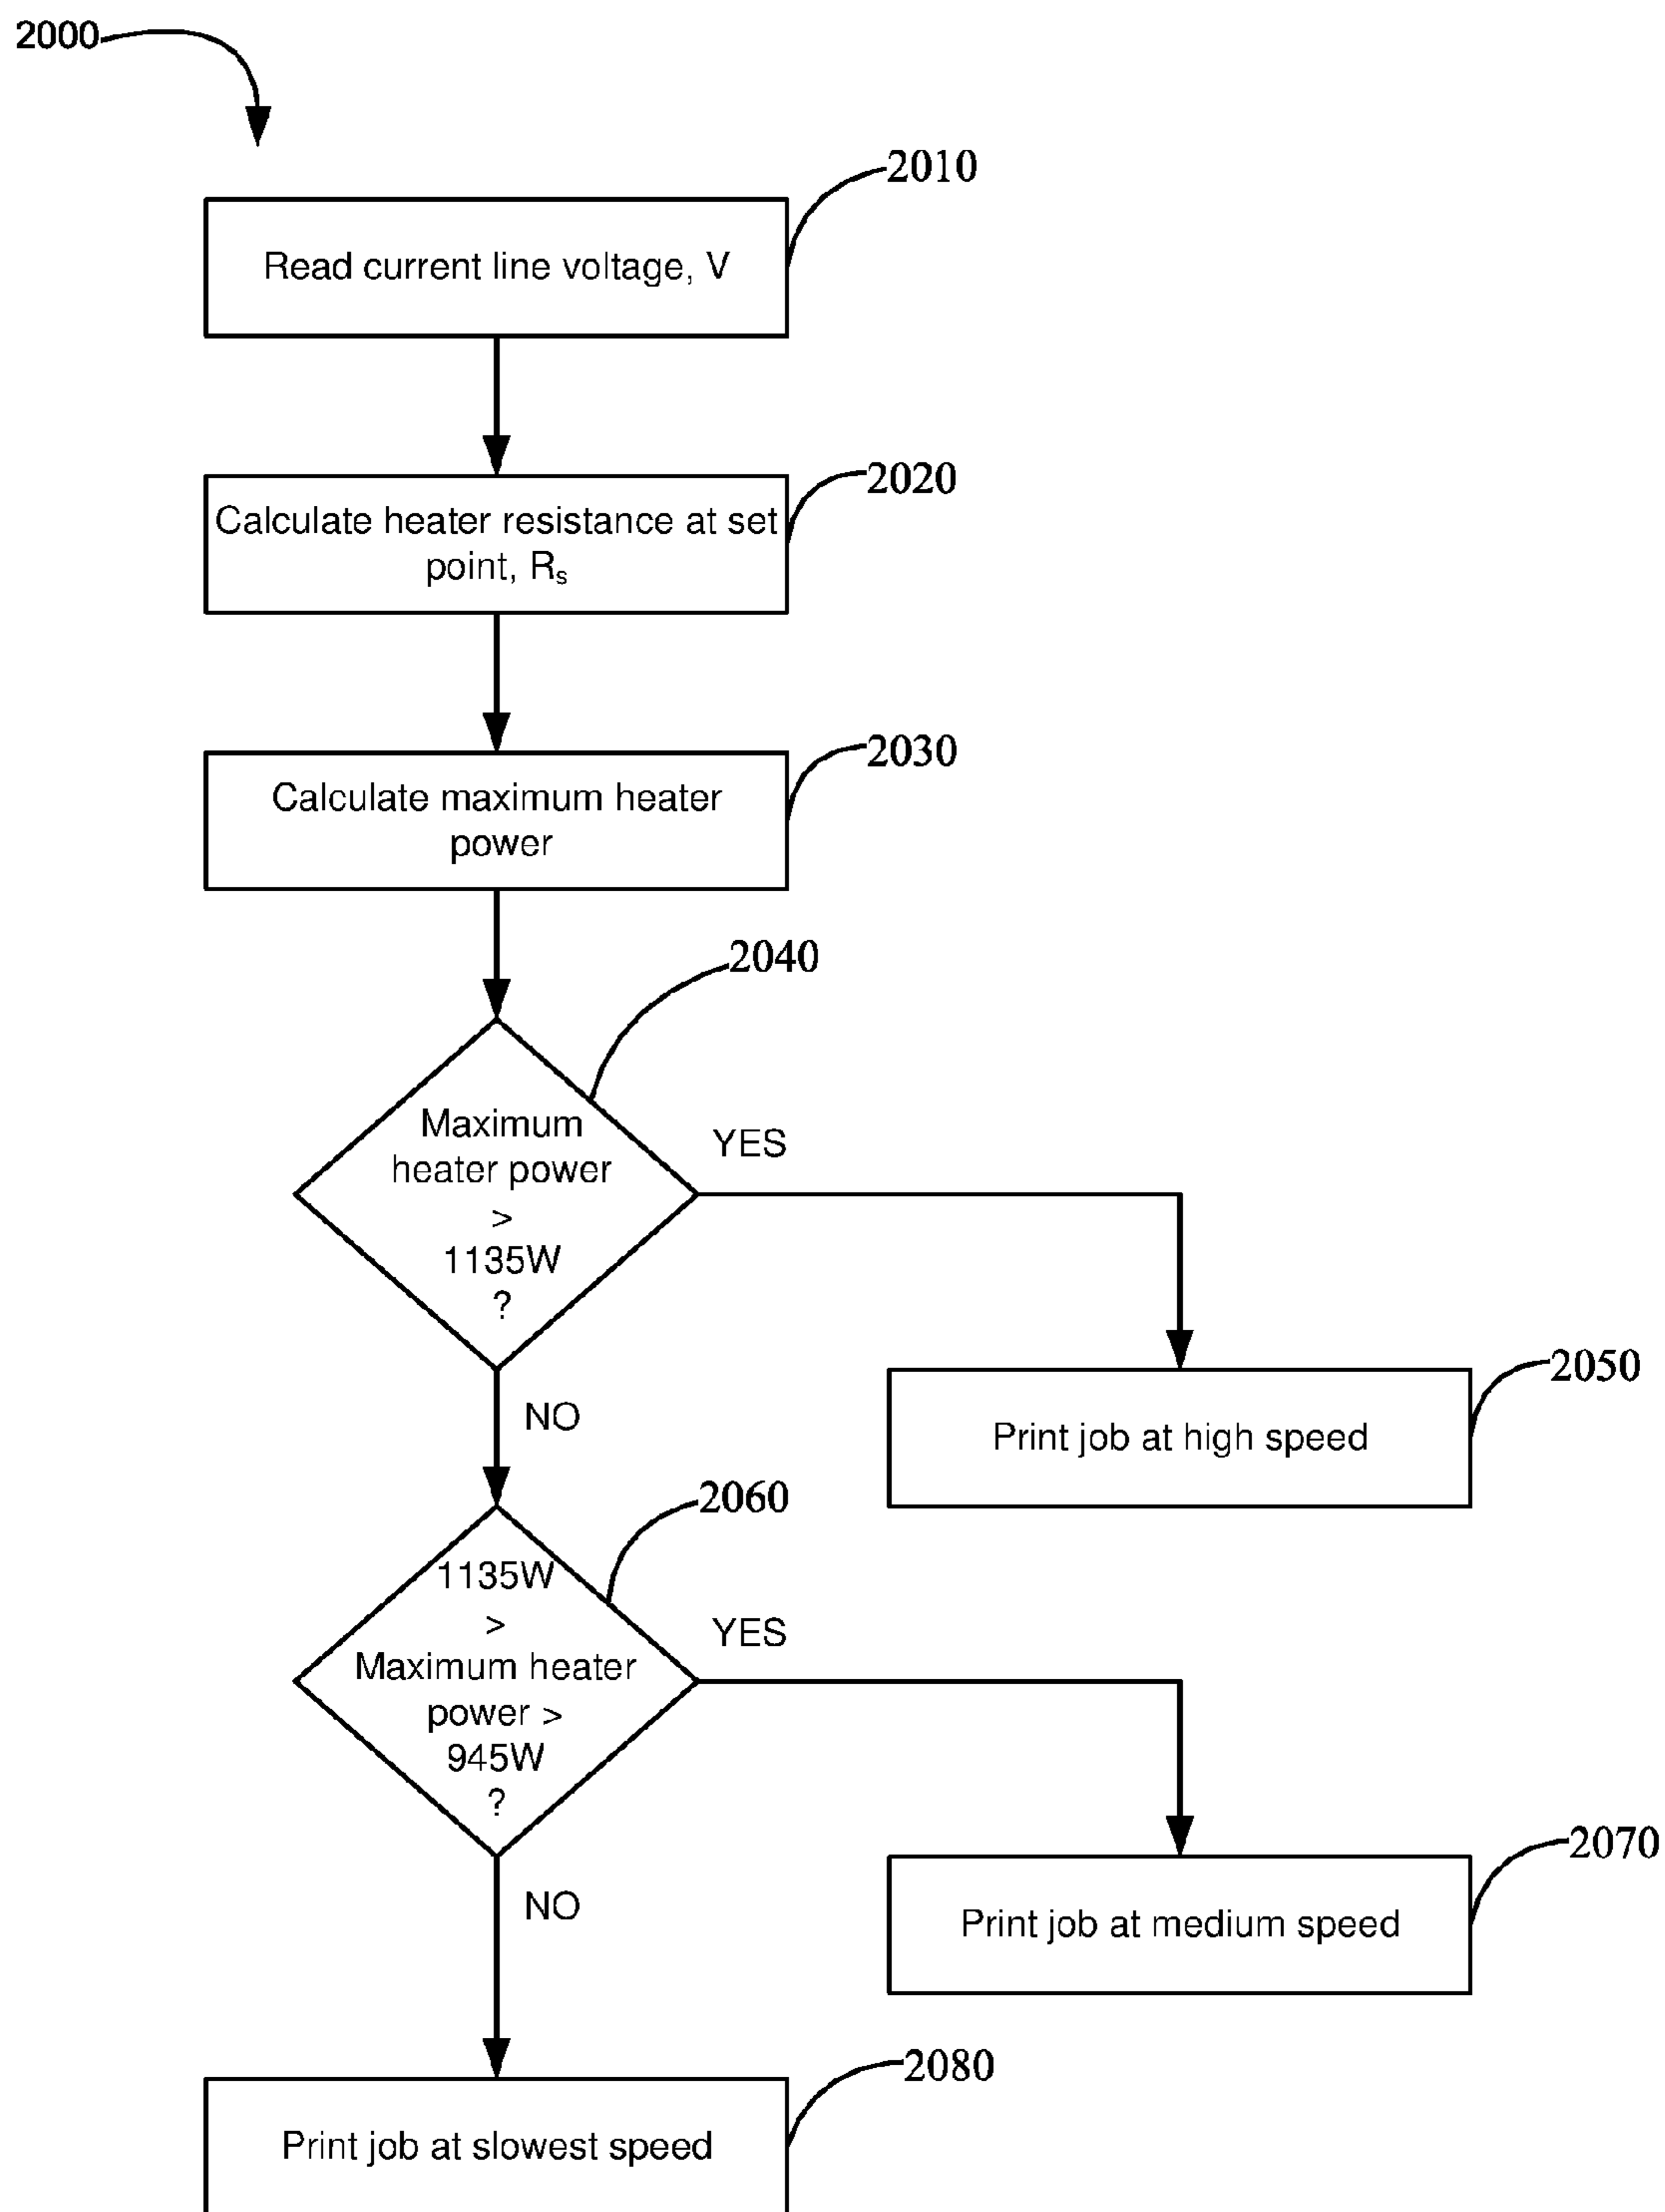 2000
2010
Read current line voltage, V
2020
Calculate heater resistance at set
point, Rs
2030
Calculate maximum heater
power
2040
Maximum
heater power
>
1135W
?
YES
2050
Print job at high speed
NO
2060
1135W
>
Maximum heater
power >
945W
?
YES
2070
Print job at medium speed
NO
2080
Print job at slowest speed